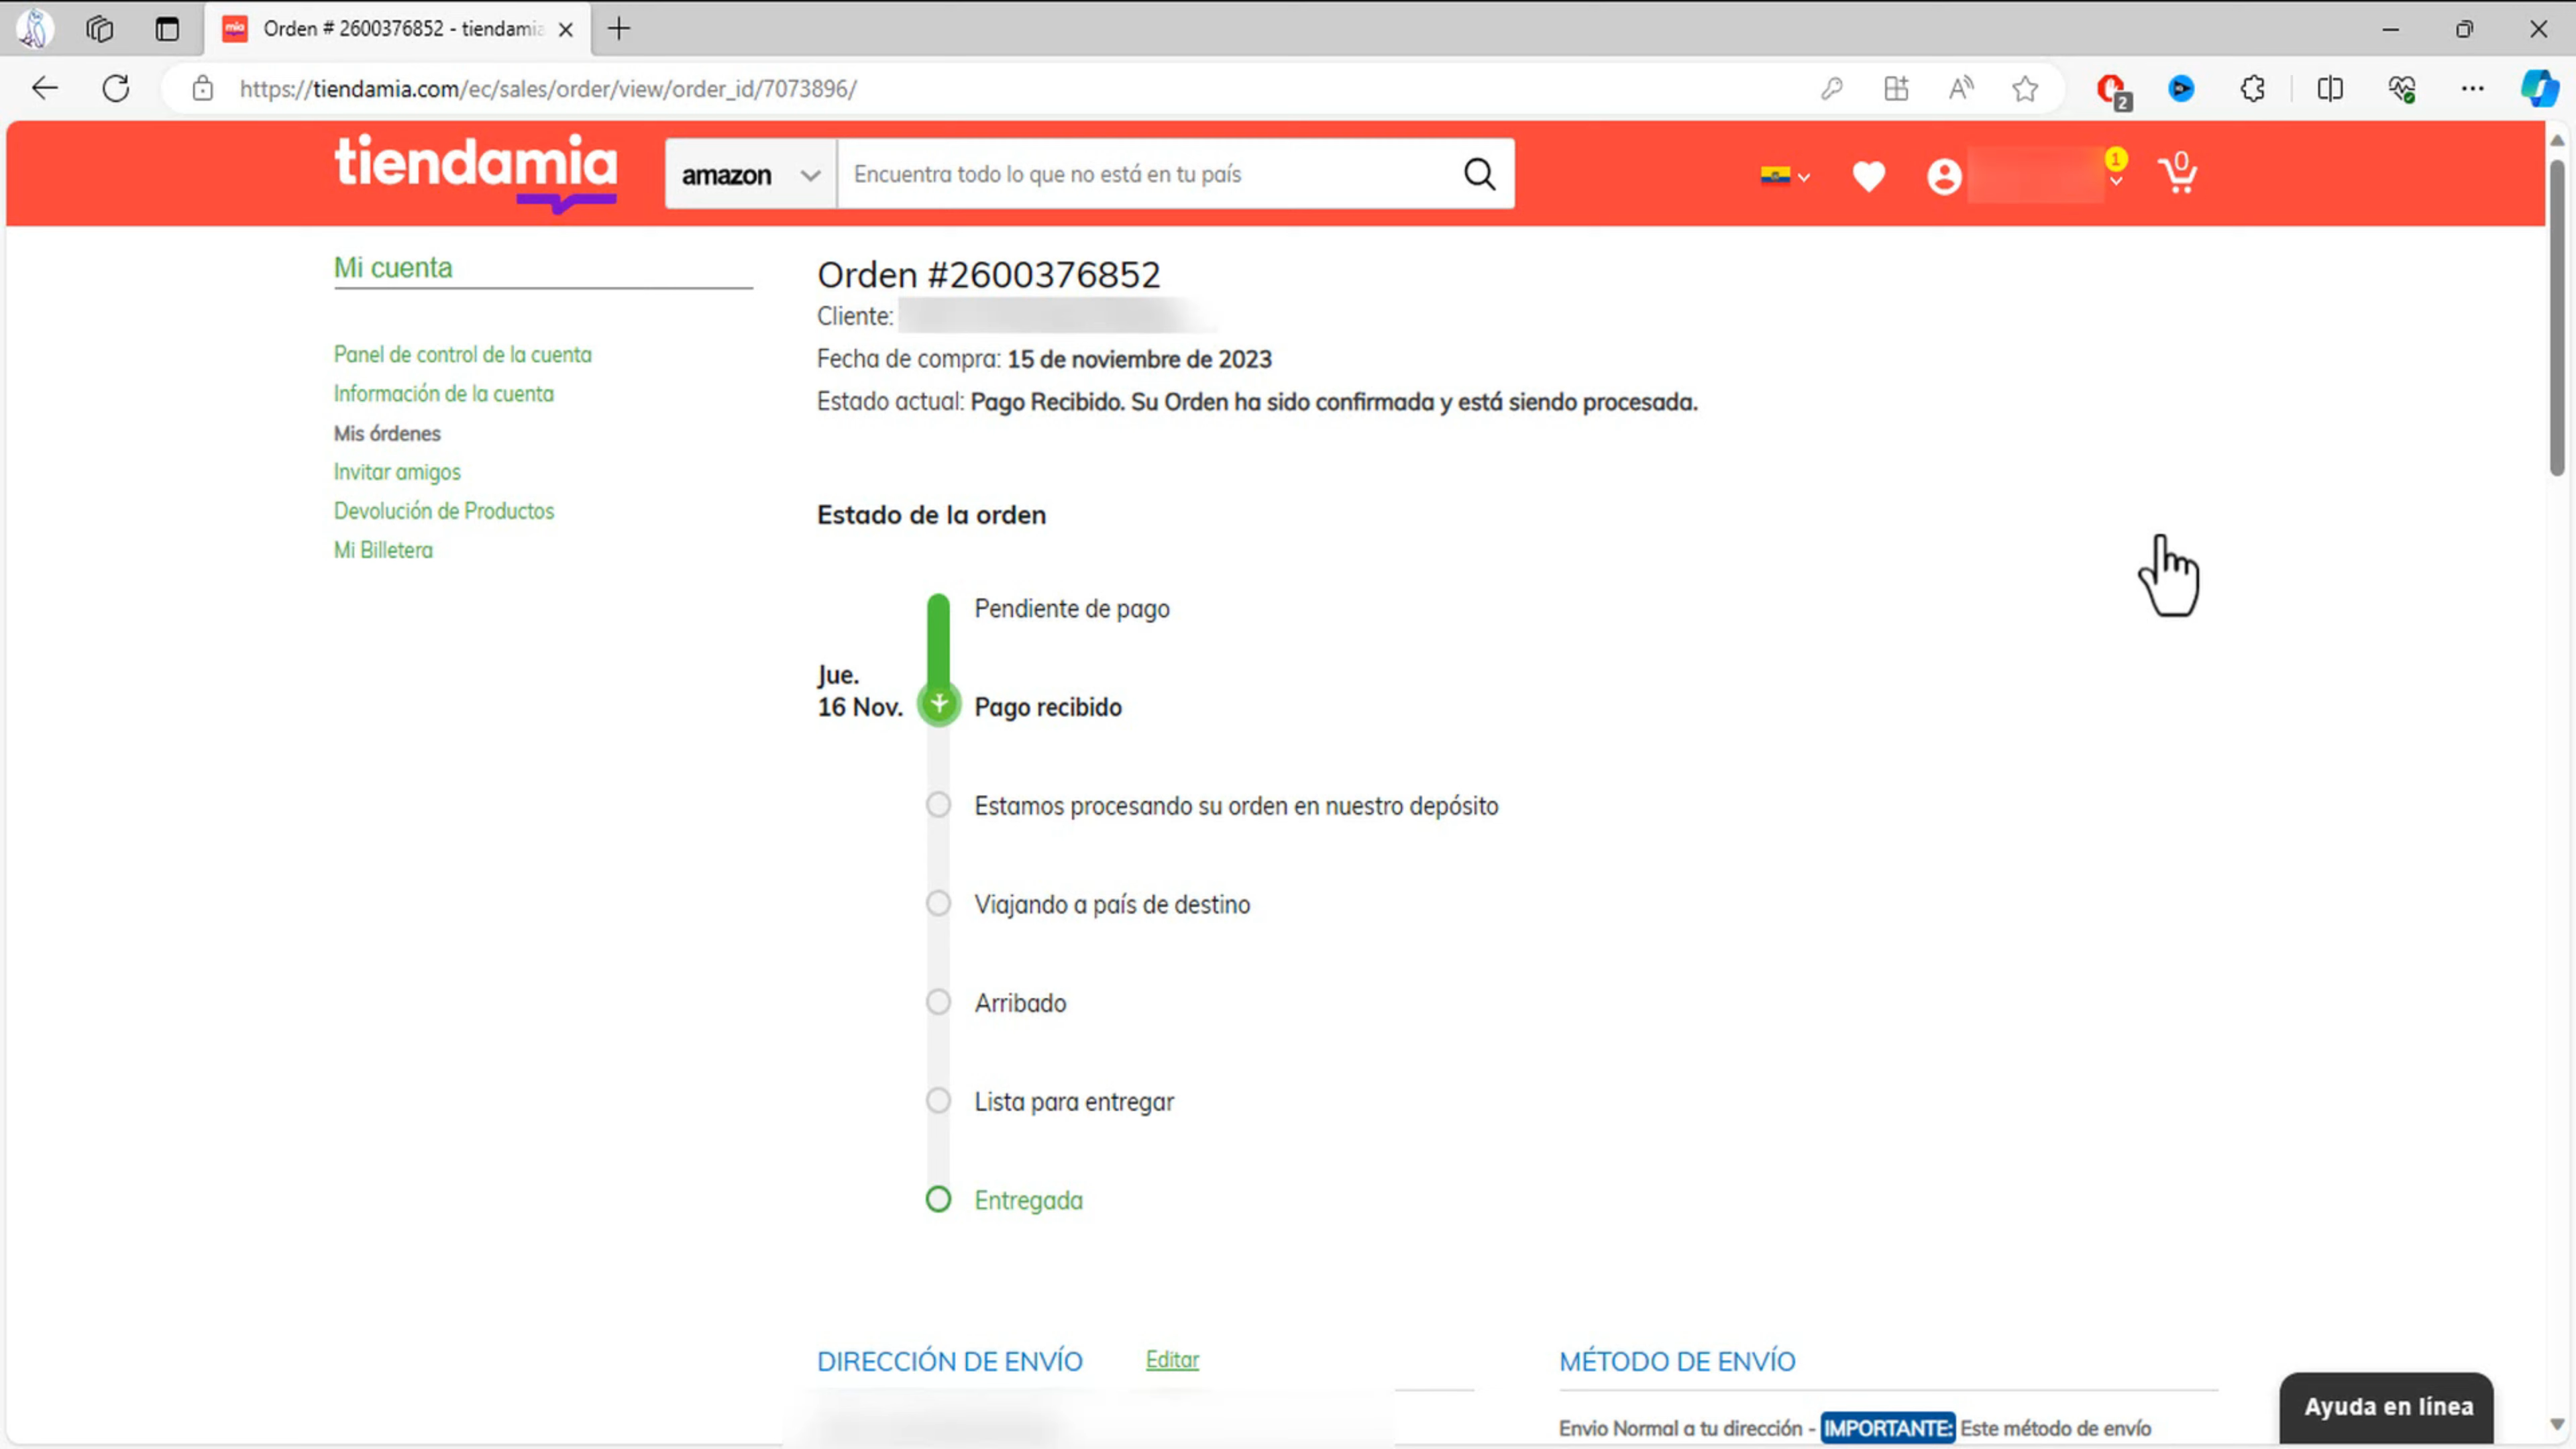 Orden # 2600376852 - tiendamia
https://tiendamia.com/ec/sales/order/view/order_id/7073896/
2
tiendamia
amazon
Encuentra todo lo que no está en tu país
1
0
Mi cuenta
Panel de control de la cuenta
Información de la cuenta
Mis órdenes
Invitar amigos
Devolución de Productos
Mi Billetera
Orden #2600376852
Cliente:
Fecha de compra: 15 de noviembre de 2023
Estado actual: Pago Recibido. Su Orden ha sido confirmada y está siendo procesada.
Estado de la orden
Pendiente de pago
Jue.
16 Nov.
Pago recibido
Estamos procesando su orden en nuestro depósito
Viajando a país de destino
Arribado
Lista para entregar
Entregada
DIRECCIÓN DE ENVÍO
Editar
MÉTODO DE ENVÍO
Envio Normal a tu dirección - IMPORTANTE: Este método de envío
Ayuda en línea